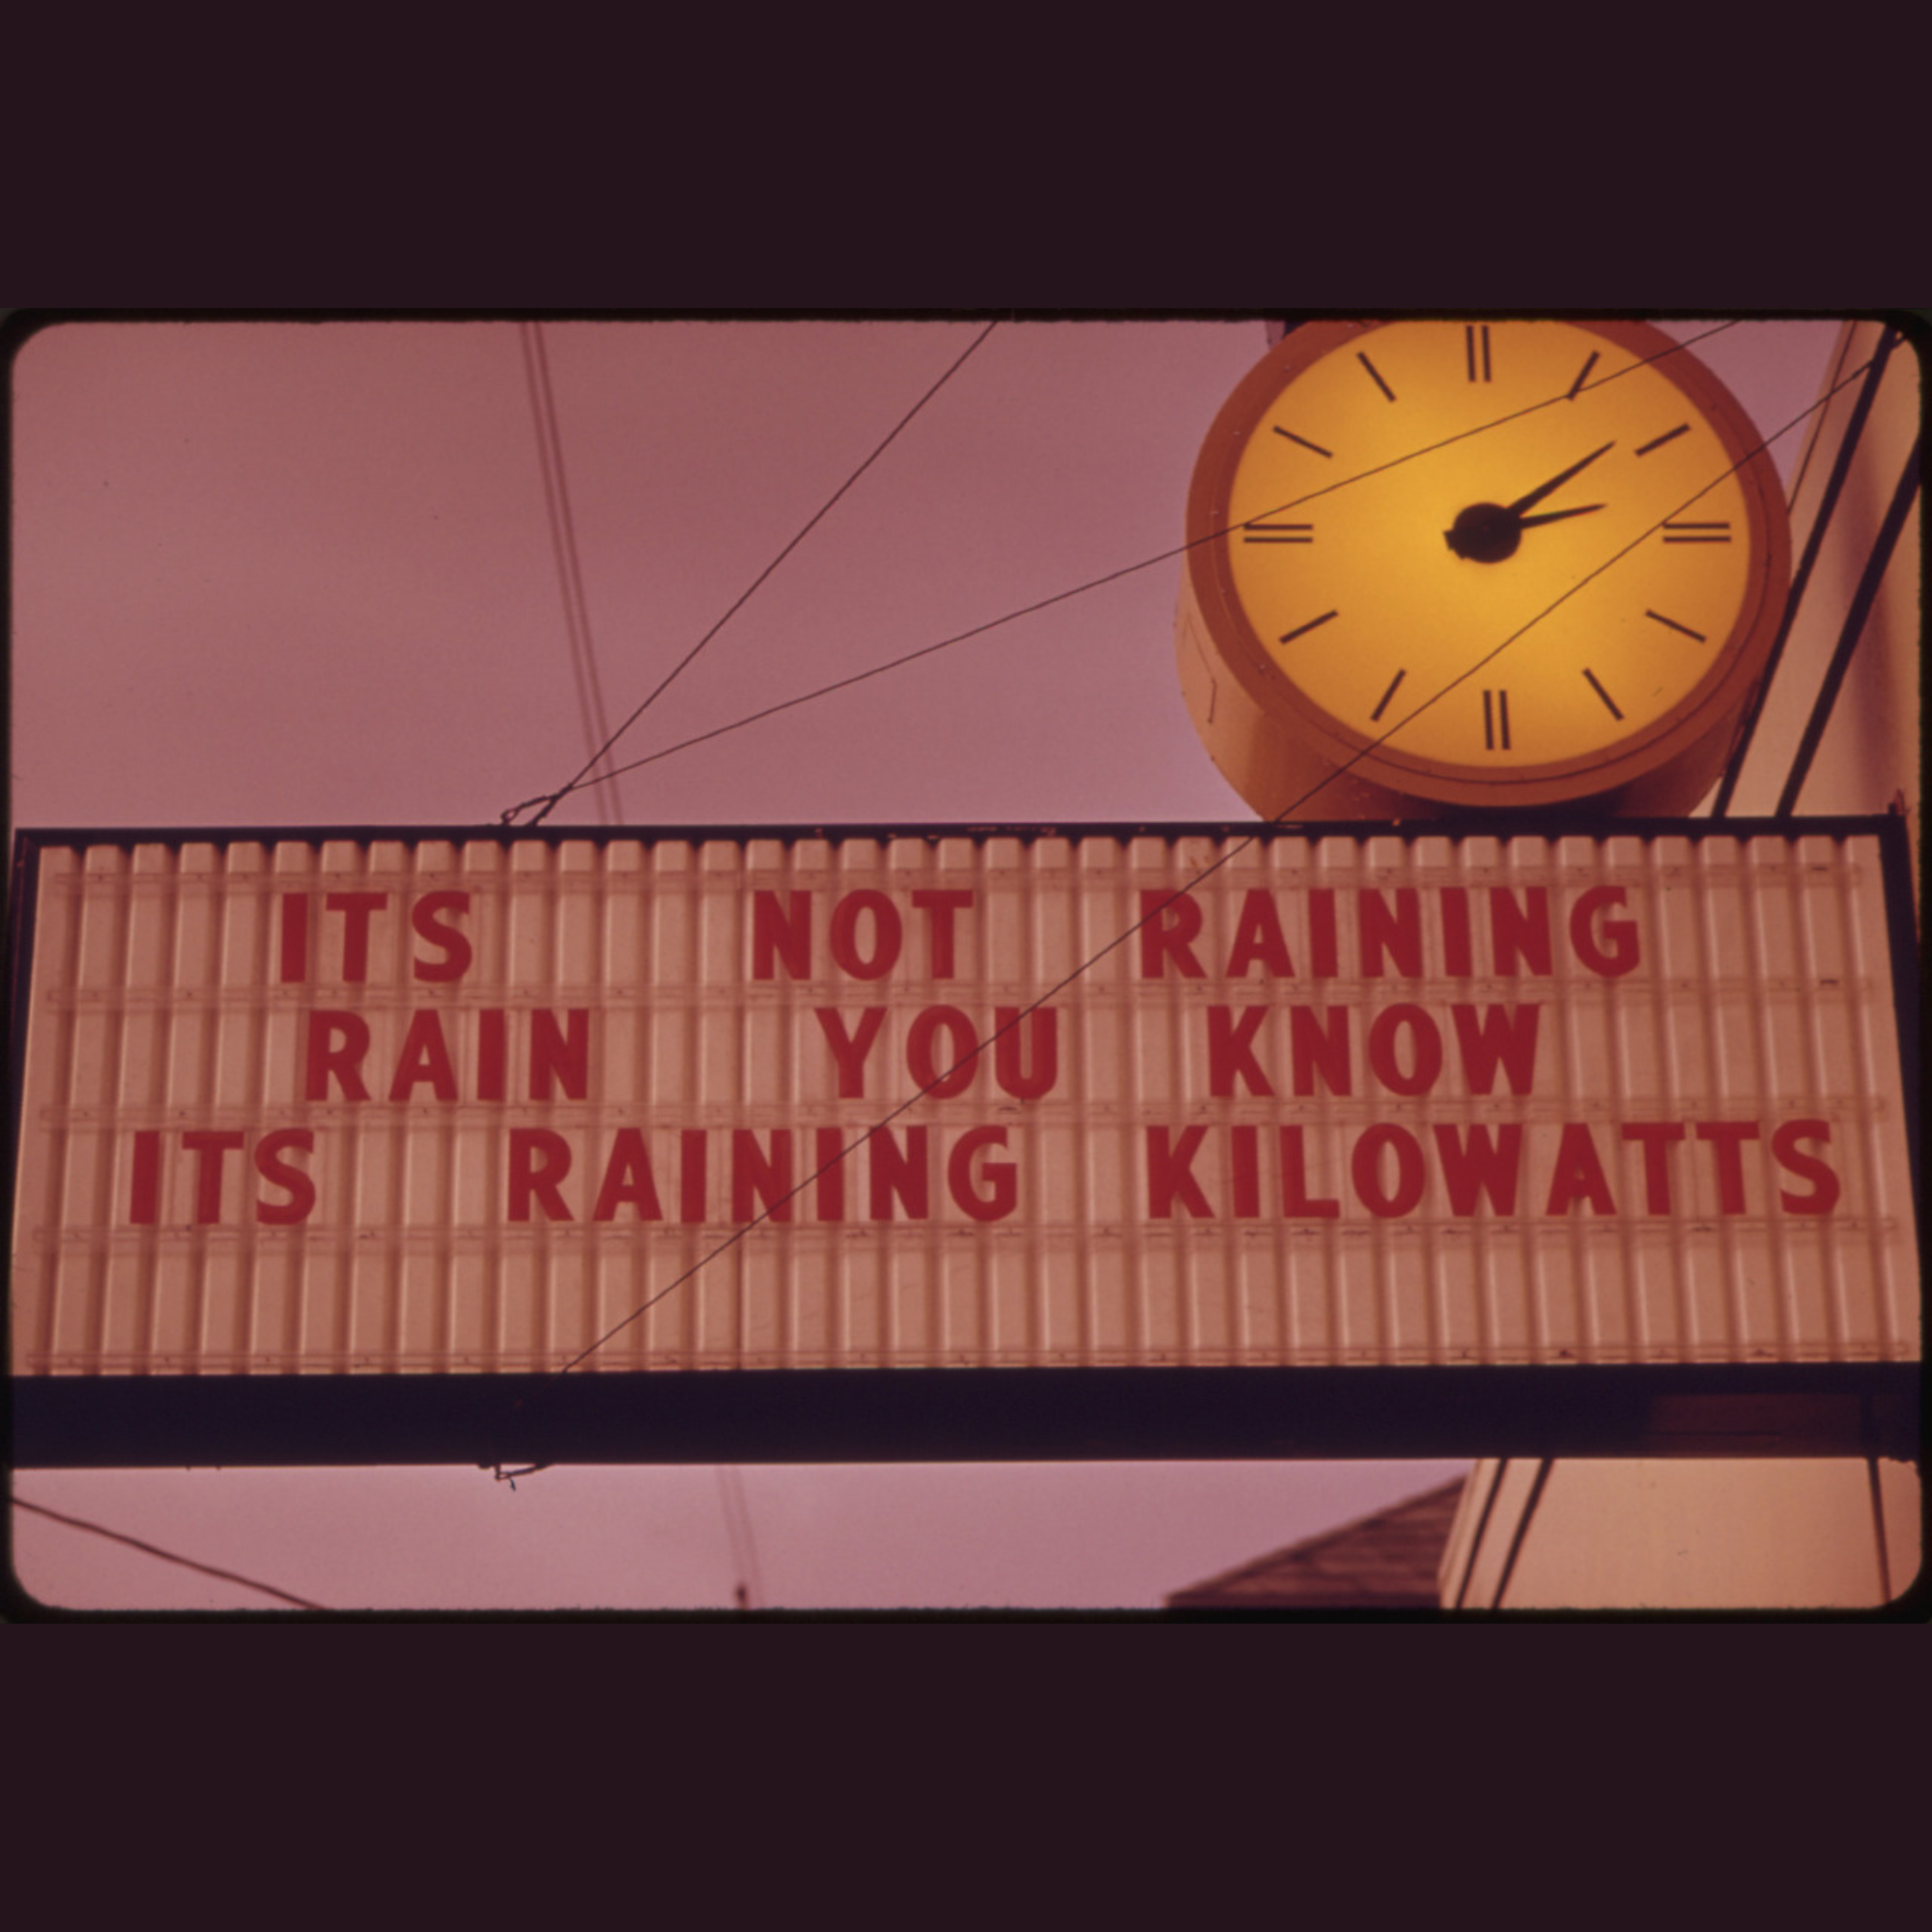 ITS NOT RAINING
RAIN YOU KNOW
ITS RAINING KILOWATTS